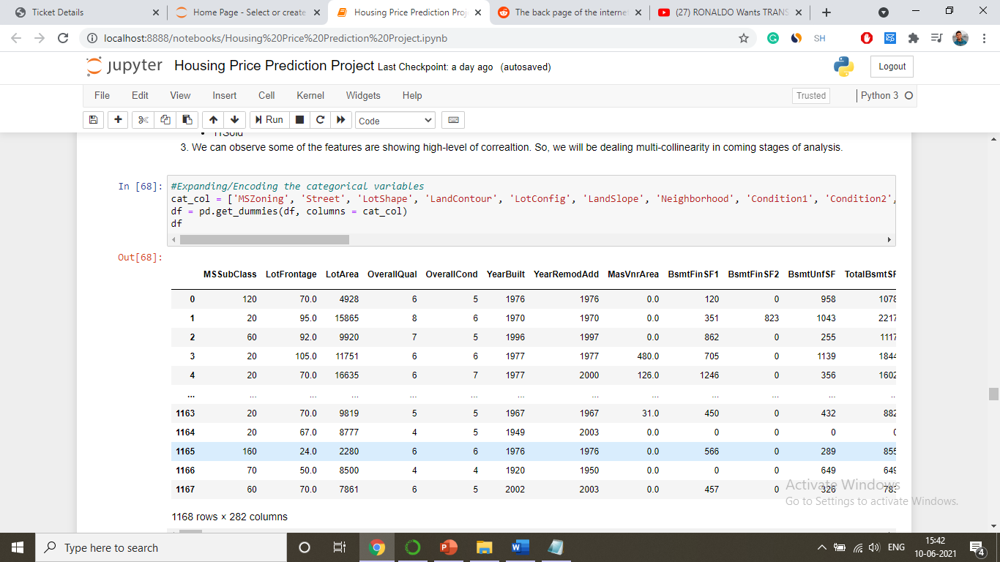 Ticket Details
Home Page - Select or create
Housing Price Prediction Proj
The back page of the internet
(27) RONALDO Wants TRANS
localhost:8888/notebooks/Housing%20Price%20Prediction%20Project.ipynb
SH
jupyter Housing Price Prediction Project Last Checkpoint: a day ago (autosaved)
Logout
File Edit View Insert Cell Kernel Widgets Help
Trusted
Python 3
Run
Code
YrSold
3. We can observe some of the features are showing high-level of correaltion. So, we will be dealing multi-collinearity in coming stages of analysis.
In [68]:
#Expanding/Encoding the categorical variables
cat_col = ['MSZoning', 'Street', 'LotShape', 'LandContour', 'LotConfig', 'LandSlope', 'Neighborhood', 'Condition1', 'Condition2',
df = pd.get_dummies(df, columns = cat_col)
df
Out[68]:
MSSubClass LotFrontage LotArea OverallQual OverallCond YearBuilt YearRemodAdd MasVnrArea BsmtFinSF1 BsmtFinSF2 BsmtUnfSF TotalBsmtSF
0 120 70.0 4928 6 5 1976 1976 0.0 120 0 958 1078
1 20 95.0 15865 8 6 1970 1970 0.0 351 823 1043 2217
2 60 92.0 9920 7 5 1996 1997 0.0 862 0 255 1117
3 20 105.0 11751 6 6 1977 1977 480.0 705 0 1139 1844
4 20 70.0 16635 6 7 1977 2000 126.0 1246 0 356 1602
... ... ... ... ... ... ... ... ... ... ... ... ..
1163 20 70.0 9819 5 5 1967 1967 31.0 450 0 432 882
1164 20 67.0 8777 4 5 1949 2003 0.0 0 0 0 0
1165 160 24.0 2280 6 6 1976 1976 0.0 566 0 289 855
1166 70 50.0 8500 4 4 1920 1950 0.0 0 0 649 649
1167 60 70.0 7861 6 5 2002 2003 0.0 457 0 326 783
1168 rows × 282 columns
Activate Windows
Go to Settings to activate Windows.
Type here to search
ENG
15:42
10-06-2021
4